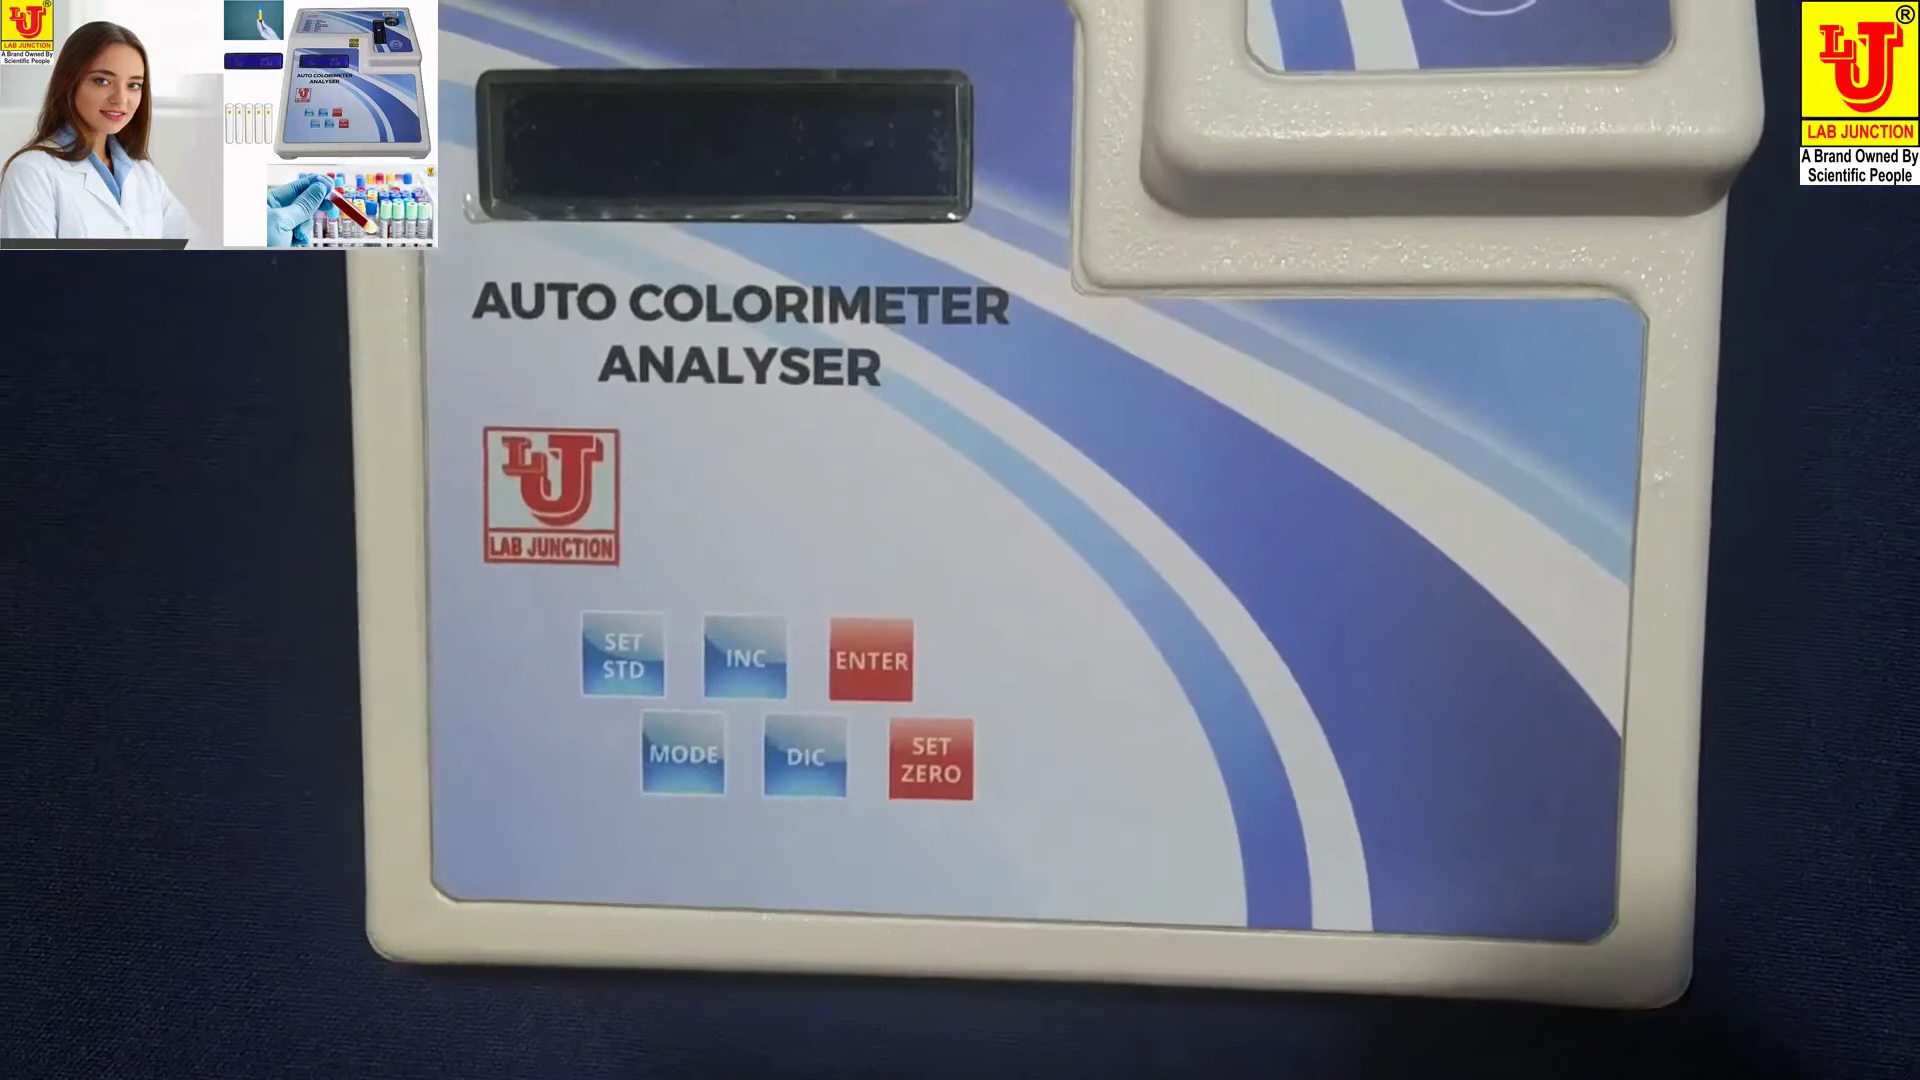 LJ
LAB JUNCTION
A Brand Owned By
Scientific People
AUTO COLORIMETER
ANALYSER
LJ
LAB JUNCTION
A Brand Owned By
Scientific People
AUTO COLORIMETER
ANALYSER
LJ
LAB JUNCTION
SET STD
INC
ENTER
MODE
DIC
SET ZERO